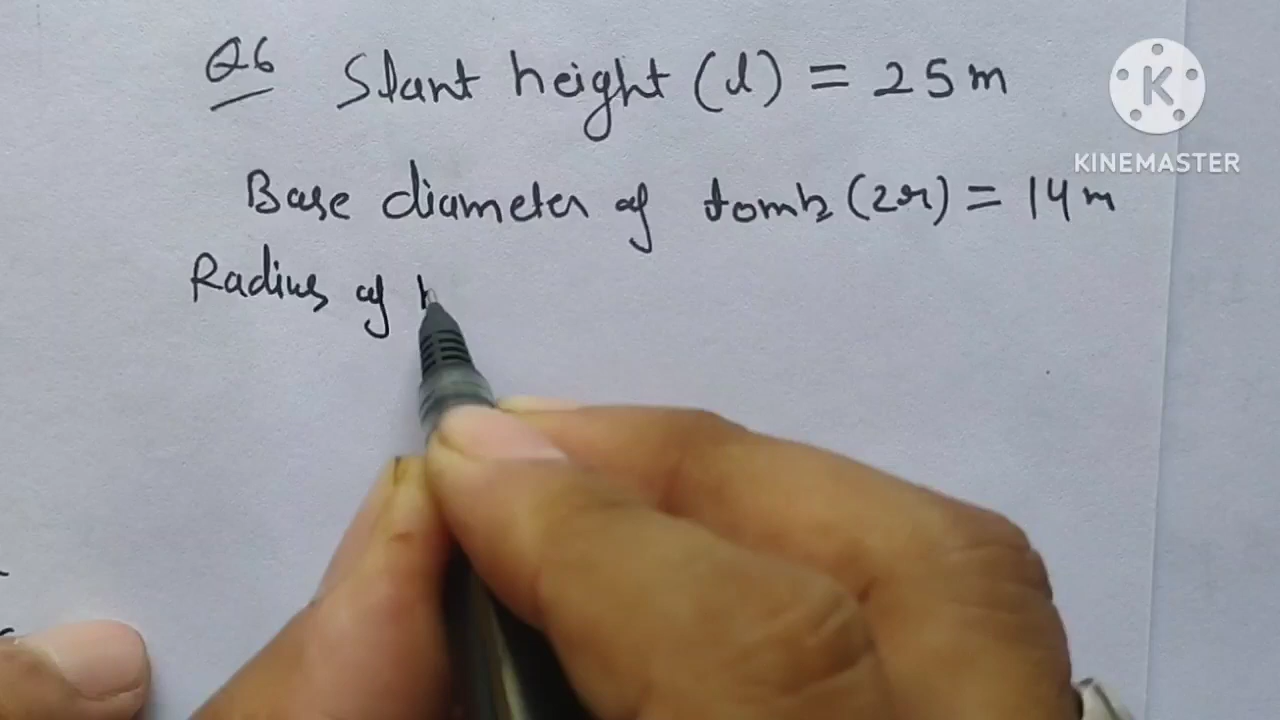 Q6 Slant height (l) = 25 m
KINEMASTER
Base diameter of tomb (2r) = 14 m
Radius of